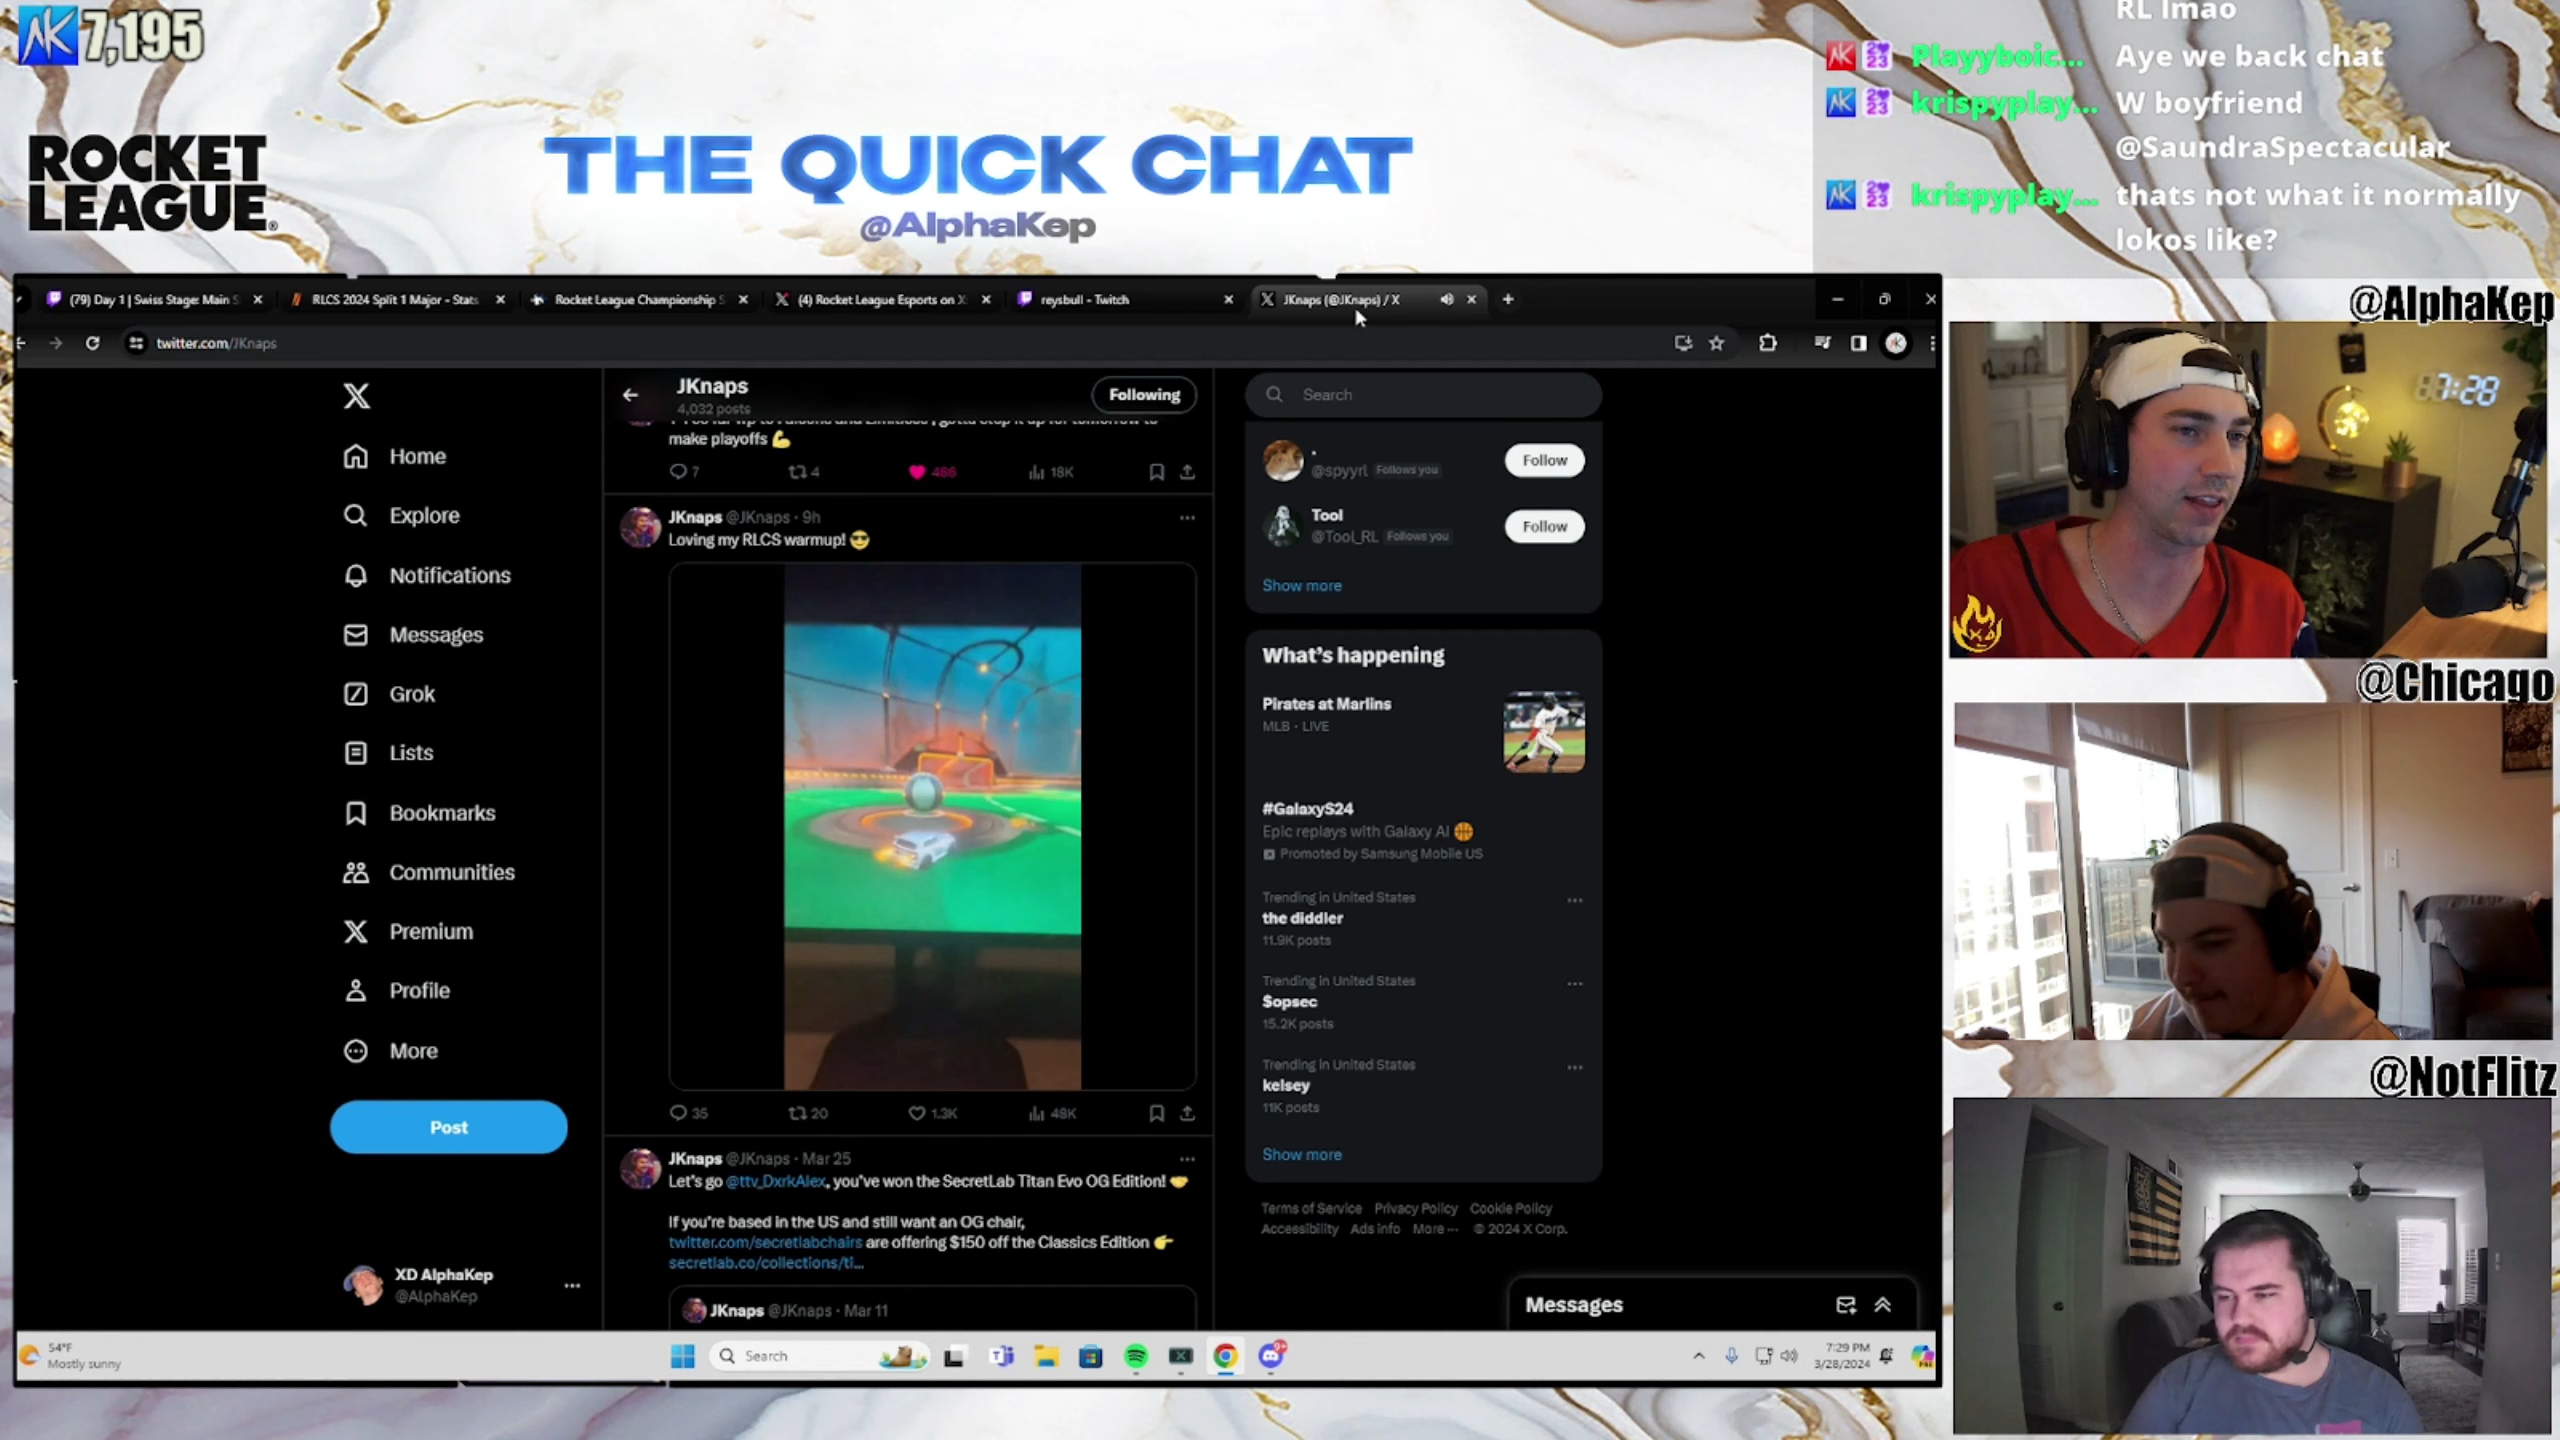 7,195
ROCKET
LEAGUE
THE QUICK CHAT
@AlphaKep
RL lmao
Playyboic... Aye we back chat
krispyplay... W boyfriend
@SaundraSpectacular
krispyplay... thats not what it normally
lokos like?
(79) Day 1 | Swiss Stage: Main S
RLCS 2024 Split 1 Major - Stats
Rocket League Championship S
(4) Rocket League Esports on X
reysbull - Twitch
JKnaps (@JKnaps) / X
twitter.com/JKnaps
Home
Explore
Notifications
Messages
Grok
Lists
Bookmarks
Communities
Premium
Profile
More
Post
XD AlphaKep
@AlphaKep
JKnaps
4,032 posts
Following
make playoffs 💪
7 4 486 18K
JKnaps @JKnaps · 9h
Loving my RLCS warmup! 😎
35 20 1.3K 48K
JKnaps @JKnaps · Mar 25
Let's go @ttv_DxrkAlex, you've won the SecretLab Titan Evo OG Edition! 🤝
If you're based in the US and still want an OG chair,
twitter.com/secretlabchairs are offering $150 off the Classics Edition 👉
secretlab.co/collections/ti...
JKnaps @JKnaps · Mar 11
Search
@spyyrl Follows you
Follow
Tool
@Tool_RL Follows you
Follow
Show more
What's happening
Pirates at Marlins
MLB · LIVE
#GalaxyS24
Epic replays with Galaxy AI 🏀
Promoted by Samsung Mobile US
Trending in United States
the diddler
11.9K posts
Trending in United States
$opsec
15.2K posts
Trending in United States
kelsey
11K posts
Show more
Terms of Service Privacy Policy Cookie Policy
Accessibility Ads info More ··· © 2024 X Corp.
Messages
54°F
Mostly sunny
Search
7:29 PM
3/28/2024
@AlphaKep
7:28
@Chicago
@NotFlitz